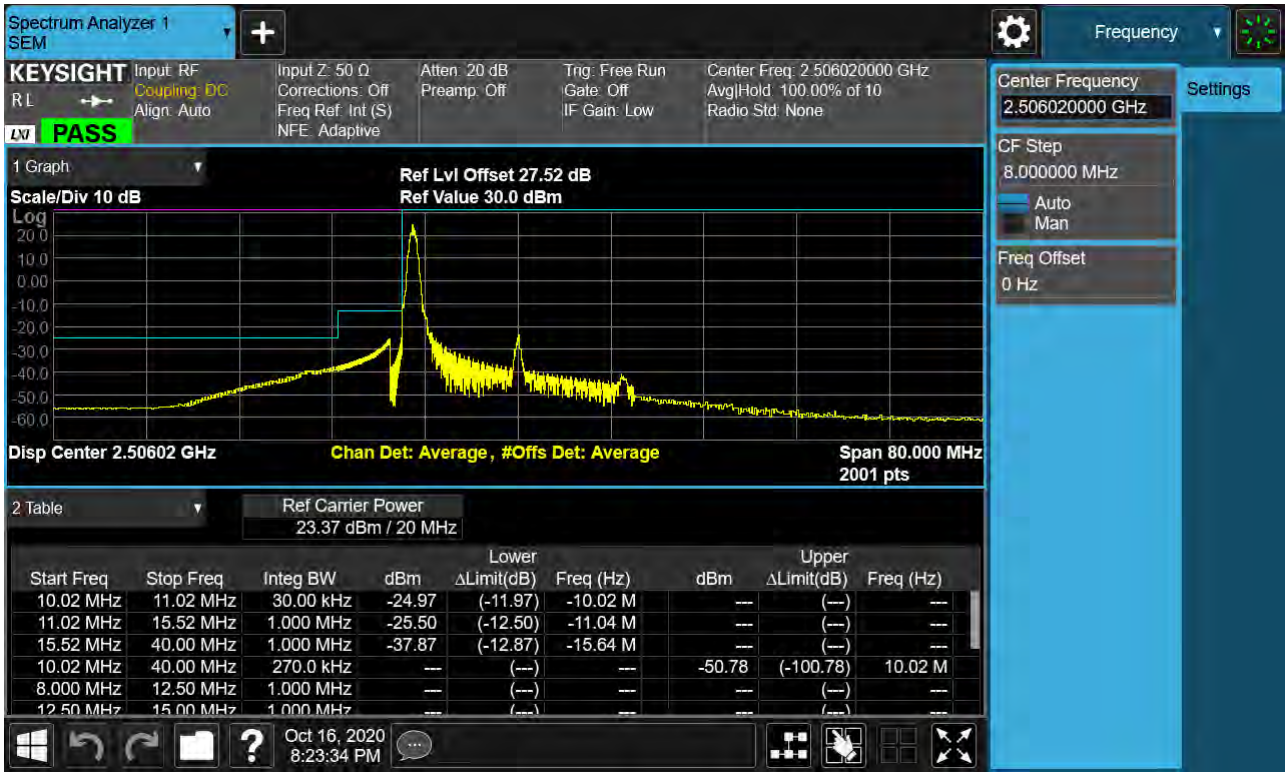 Spectrum Analyzer 1
SEM
+
Frequency
KEYSIGHT
R L
LXI
PASS
Input: RF
Coupling: DC
Align: Auto
Input Z: 50 Ω
Corrections: Off
Freq Ref: Int (S)
NFE: Adaptive
Atten: 20 dB
Preamp: Off
Trig: Free Run
Gate: Off
IF Gain: Low
Center Freq: 2.506020000 GHz
Avg|Hold: 100.00% of 10
Radio Std: None
Center Frequency
2.506020000 GHz
Settings
CF Step
8.000000 MHz
Auto
Man
Freq Offset
0 Hz
1 Graph
Scale/Div 10 dB
Ref Lvl Offset 27.52 dB
Ref Value 30.0 dBm
Log
20.0
10.0
0.00
-10.0
-20.0
-30.0
-40.0
-50.0
-60.0
Disp Center 2.50602 GHz
Chan Det: Average, #Offs Det: Average
Span 80.000 MHz
2001 pts
2 Table
Ref Carrier Power
23.37 dBm / 20 MHz
Lower Upper
Start Freq Stop Freq Integ BW dBm ΔLimit(dB) Freq (Hz) dBm ΔLimit(dB) Freq (Hz)
10.02 MHz 11.02 MHz 30.00 kHz -24.97 (-11.97) -10.02 M --- (---) ---
11.02 MHz 15.52 MHz 1.000 MHz -25.50 (-12.50) -11.04 M --- (---) ---
15.52 MHz 40.00 MHz 1.000 MHz -37.87 (-12.87) -15.64 M --- (---) ---
10.02 MHz 40.00 MHz 270.0 kHz --- (---) --- -50.78 (-100.78) 10.02 M
8.000 MHz 12.50 MHz 1.000 MHz --- (---) --- --- (---) ---
12.50 MHz 15.00 MHz 1.000 MHz --- (---) --- --- (---) ---
?
Oct 16, 2020
8:23:34 PM